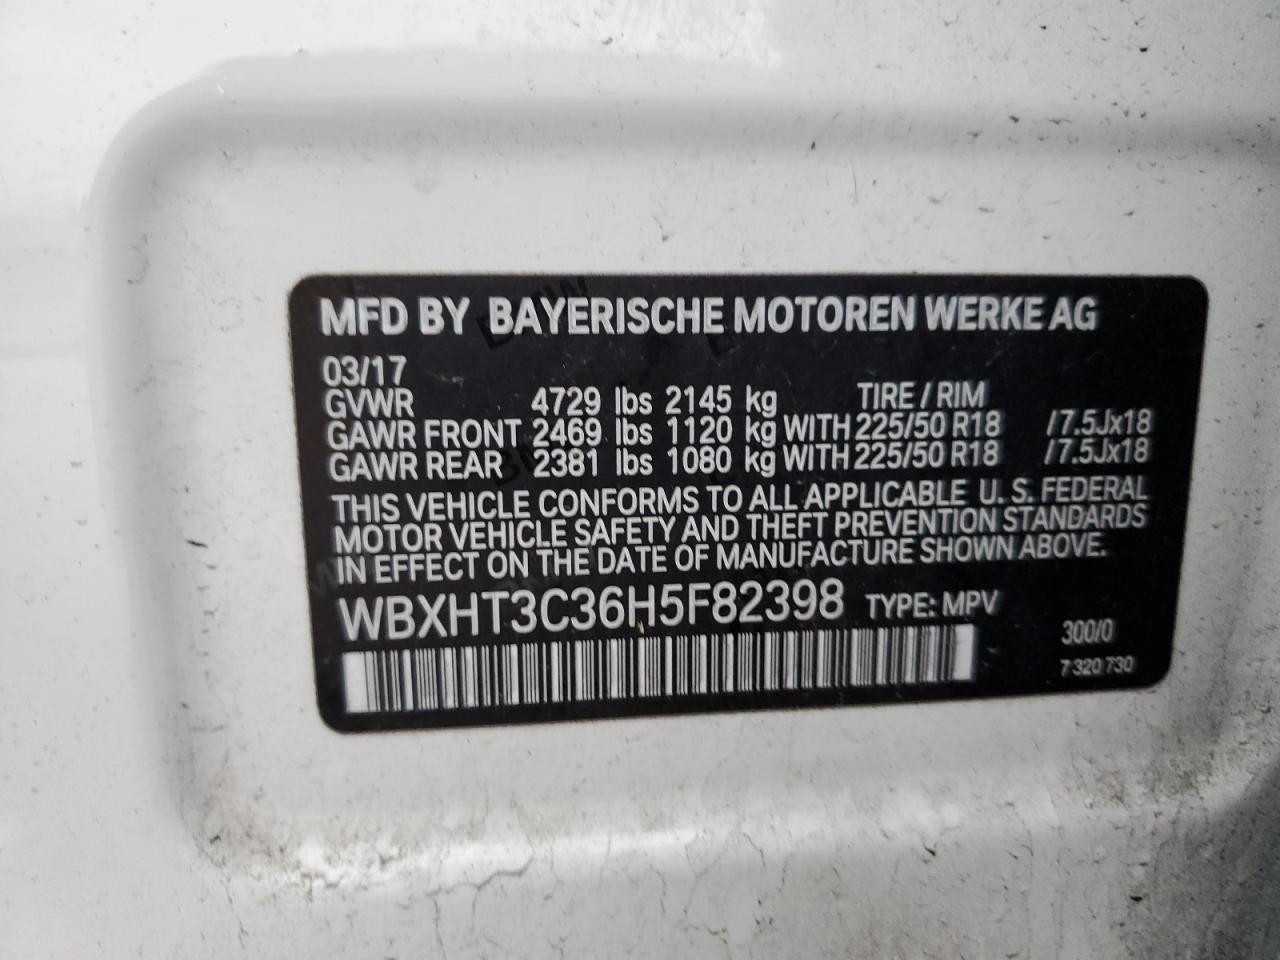 MFD BY BAYERISCHE MOTOREN WERKE AG
03/17
GVWR 4729 lbs 2145 kg TIRE / RIM
GAWR FRONT 2469 lbs 1120 kg WITH 225/50 R18 /7.5Jx18
GAWR REAR 2381 lbs 1080 kg WITH 225/50 R18 /7.5Jx18
THIS VEHICLE CONFORMS TO ALL APPLICABLE U. S. FEDERAL
MOTOR VEHICLE SAFETY AND THEFT PREVENTION STANDARDS
IN EFFECT ON THE DATE OF MANUFACTURE SHOWN ABOVE.
WBXHT3C36H5F82398 TYPE: MPV
300/0
7 320 730